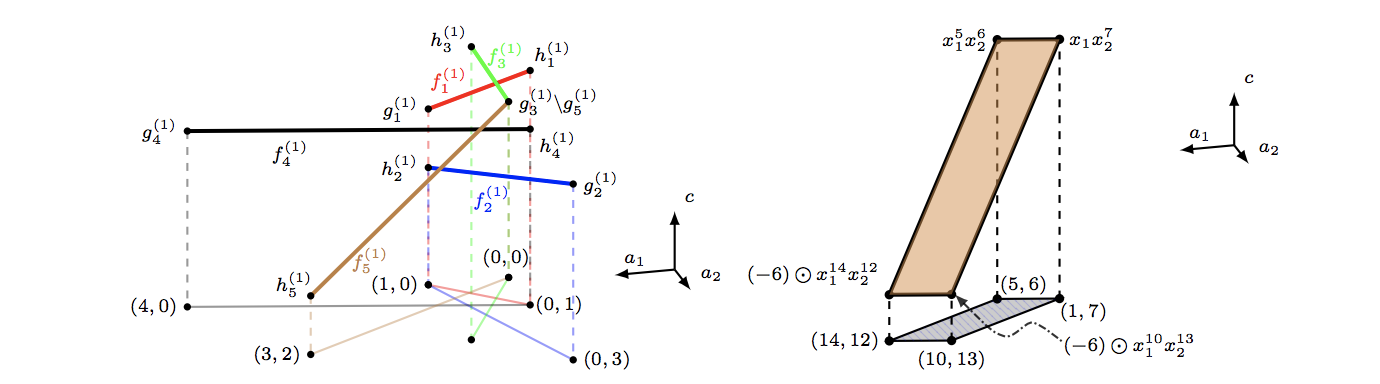 h_3^{(1)}
f_3^{(1)}
h_1^{(1)}
f_1^{(1)}
g_1^{(1)}
g_3^{(1)}\g_5^{(1)}
g_4^{(1)}
f_4^{(1)}
h_4^{(1)}
h_2^{(1)}
g_2^{(1)}
f_2^{(1)}
f_5^{(1)}
h_5^{(1)}
(0, 0)
(1, 0)
(4, 0)
(0, 1)
(3, 2)
(0, 3)
c
a_1
a_2
x_1^5x_2^6
x_1x_2^7
(−6) ⊙ x_1^{14}x_2^{12}
(5, 6)
(1, 7)
(14, 12)
(10, 13)
(−6) ⊙ x_1^{10}x_2^{13}
c
a_1
a_2